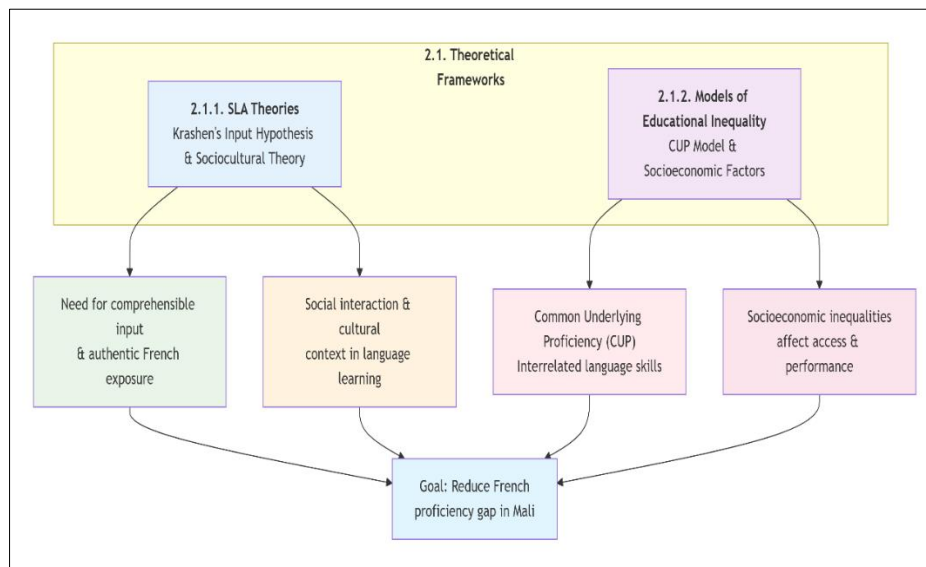 2.1. Theoretical
Frameworks
2.1.1. SLA Theories
Krashen's Input Hypothesis
& Sociocultural Theory
2.1.2. Models of
Educational Inequality
CUP Model &
Socioeconomic Factors
Need for comprehensible
input
& authentic French
exposure
Social interaction &
cultural
context in language
learning
Common Underlying
Proficiency (CUP)
Interrelated language skills
Socioeconomic inequalities
affect access &
performance
Goal: Reduce French
proficiency gap in Mali